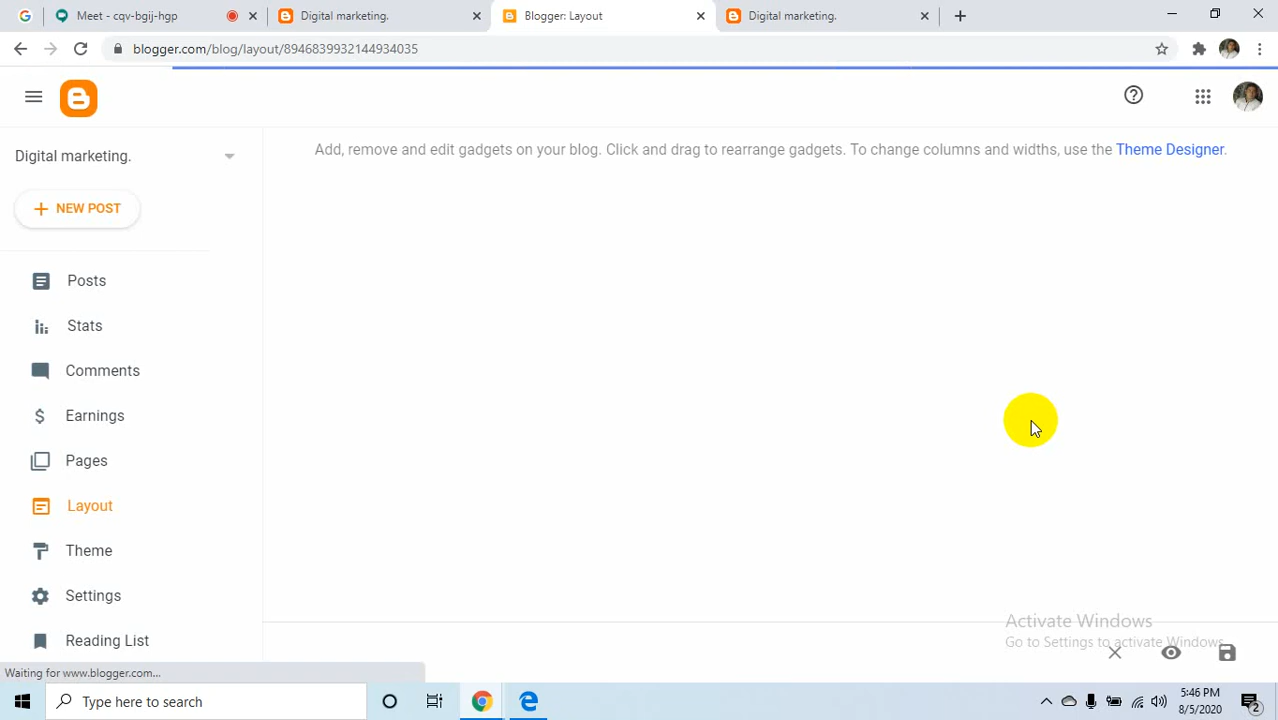 Meet - cqv-bgij-hgp
Digital marketing.
Blogger: Layout
Digital marketing.
blogger.com/blog/layout/8946839932144934035
Digital marketing.
Add, remove and edit gadgets on your blog. Click and drag to rearrange gadgets. To change columns and widths, use the Theme Designer.
NEW POST
Posts
Stats
Comments
Earnings
Pages
Layout
Theme
Settings
Reading List
Activate Windows
Go to Settings to activate Windows.
Waiting for www.blogger.com...
Type here to search
5:46 PM
8/5/2020
2